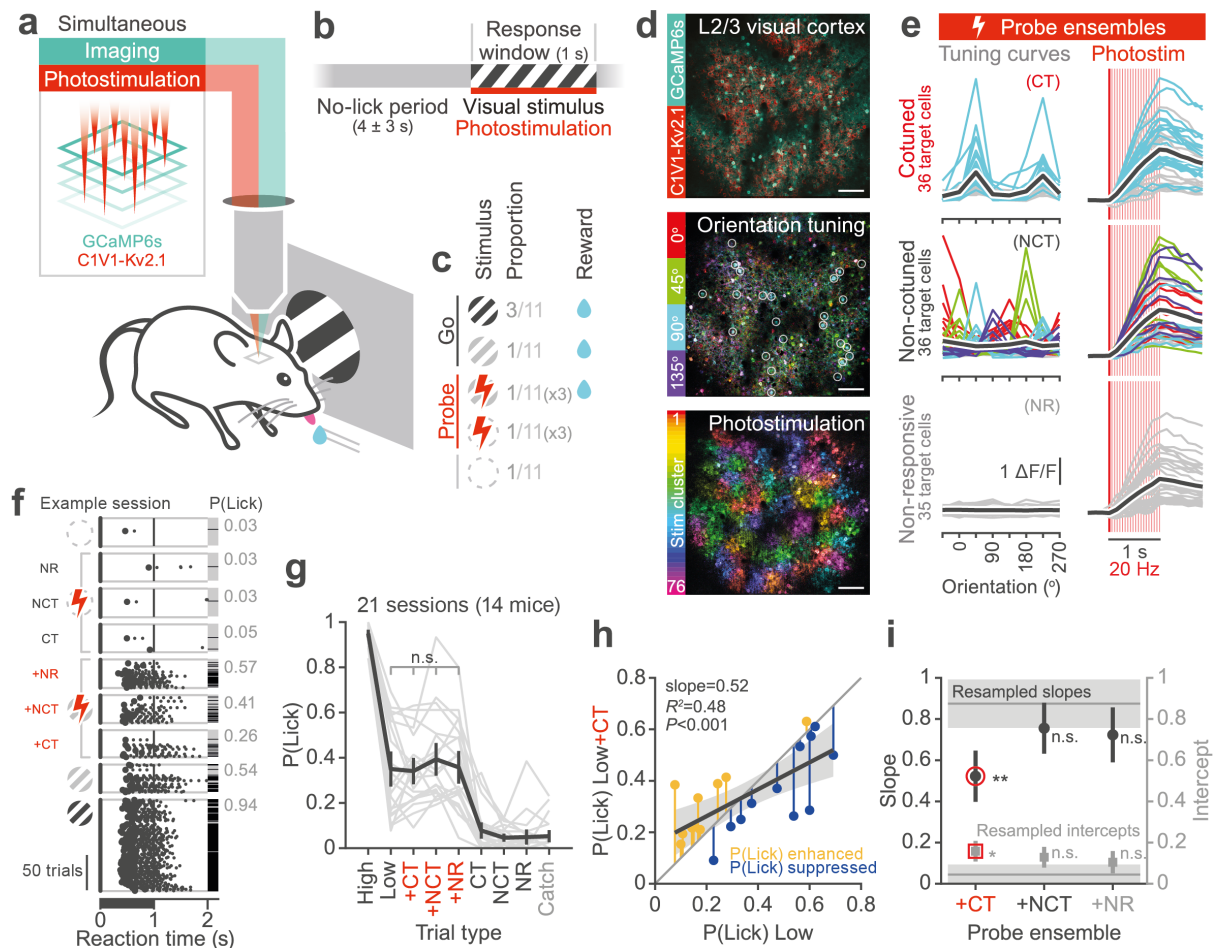 a
Simultaneous
Imaging
Photostimulation
GCaMP6s
C1V1-Kv2.1
b
Response
window (1 s)
No-lick period
(4 ± 3 s)
Visual stimulus
Photostimulation
c
Stimulus
Proportion
Reward
Go
3/11
1/11
Probe
1/11(x3)
1/11(x3)
1/11
d
L2/3 visual cortex
GCaMP6s
C1V1-Kv2.1
Orientation tuning
0º
45º
90º
135º
Photostimulation
1
Stim cluster
76
e
Probe ensembles
Tuning curves
Photostim
Cotuned
36 target cells
(CT)
Non-cotuned
36 target cells
(NCT)
Non-responsive
35 target cells
(NR)
1 ΔF/F
0
90
180
270
Orientation (º)
1 s
20 Hz
f
Example session
P(Lick)
0.03
NR
0.03
NCT
0.03
CT
0.05
+NR
0.57
+NCT
0.41
+CT
0.26
0.54
0.94
50 trials
0
1
2
Reaction time (s)
g
21 sessions (14 mice)
n.s.
P(Lick)
1
0.8
0.6
0.4
0.2
0
High
Low
+CT
+NCT
+NR
CT
NCT
NR
Catch
Trial type
h
slope=0.52
R²=0.48
P<0.001
P(Lick) Low+CT
0.8
0.6
0.4
0.2
0
P(Lick) enhanced
P(Lick) suppressed
0
0.2
0.4
0.6
0.8
P(Lick) Low
i
Resampled slopes
n.s.
n.s.
**
Resampled intercepts
*
n.s.
n.s.
Slope
1
0.8
0.6
0.4
0.2
0
Intercept
1
0.8
0.6
0.4
0.2
0
+CT
+NCT
+NR
Probe ensemble